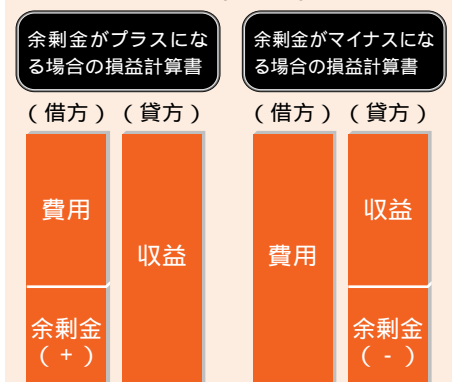 余剰金がプラスにな
る場合の損益計算書
(借方)(貸方)
費用
収益
余剰金
(+)
余剰金がマイナスにな
る場合の損益計算書
(借方)(貸方)
費用
収益
余剰金
(-)